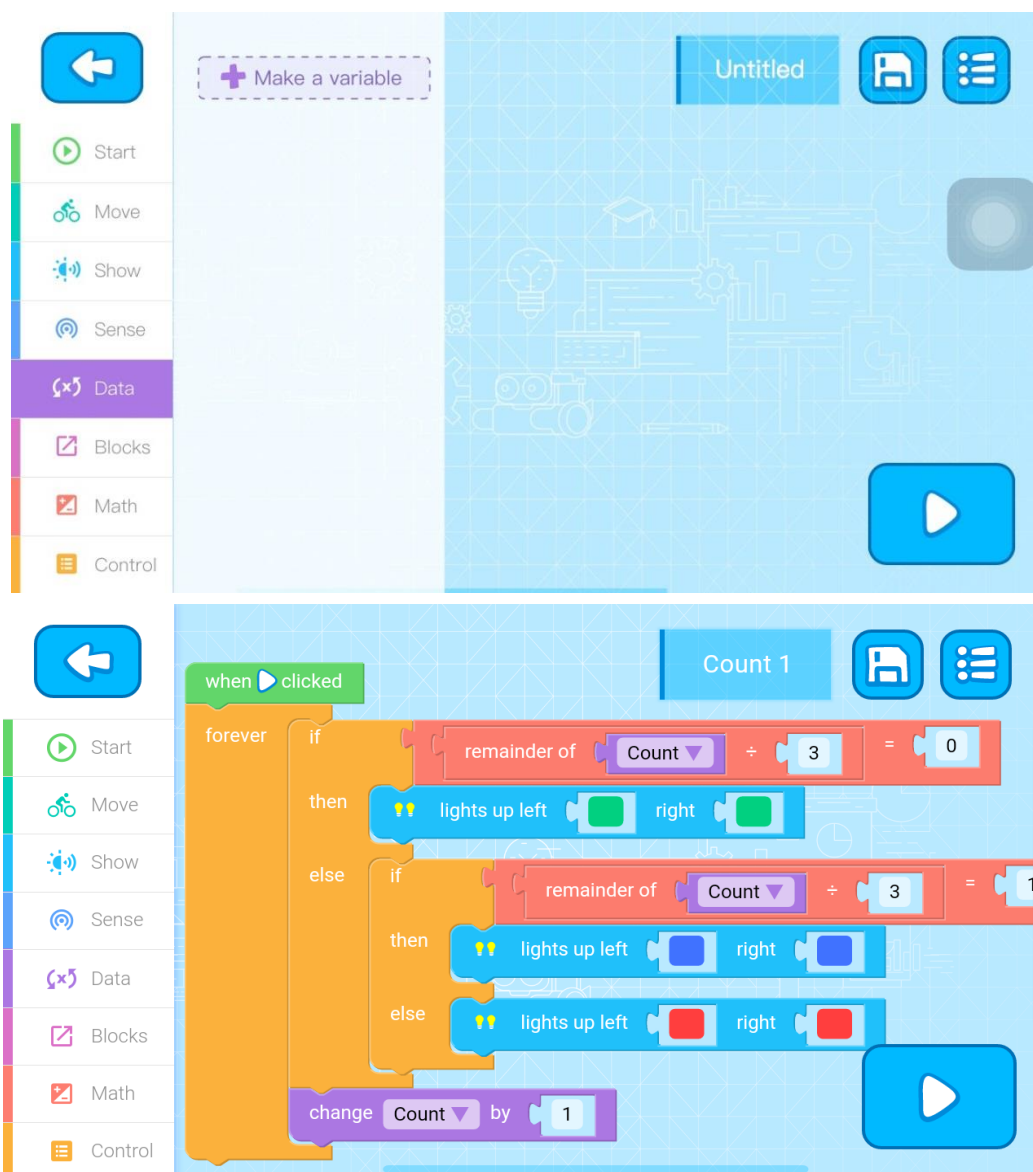 Make a variable
Untitled
Start
Move
Show
Sense
Data
Blocks
Math
Control
Count 1
when clicked
forever if remainder of Count ÷ 3 = 0
then lights up left right
else if remainder of Count ÷ 3 = 1
then lights up left right
else lights up left right
change Count by 1
Start
Move
Show
Sense
Data
Blocks
Math
Control